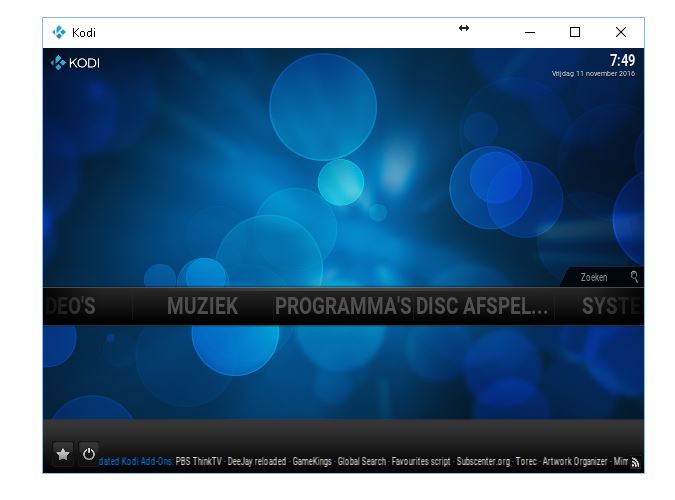 Kodi
KODI
7:49
Vrijdag 11 november 2016
Zoeken
DEO'S MUZIEK PROGRAMMA'S DISC AFSPEL... SYSTE
dated Kodi Add-Ons: PBS ThinkTV · DeeJay reloaded · GameKings · Global Search · Favourites script · Subscenter.org · Torec · Artwork Organizer · Mim